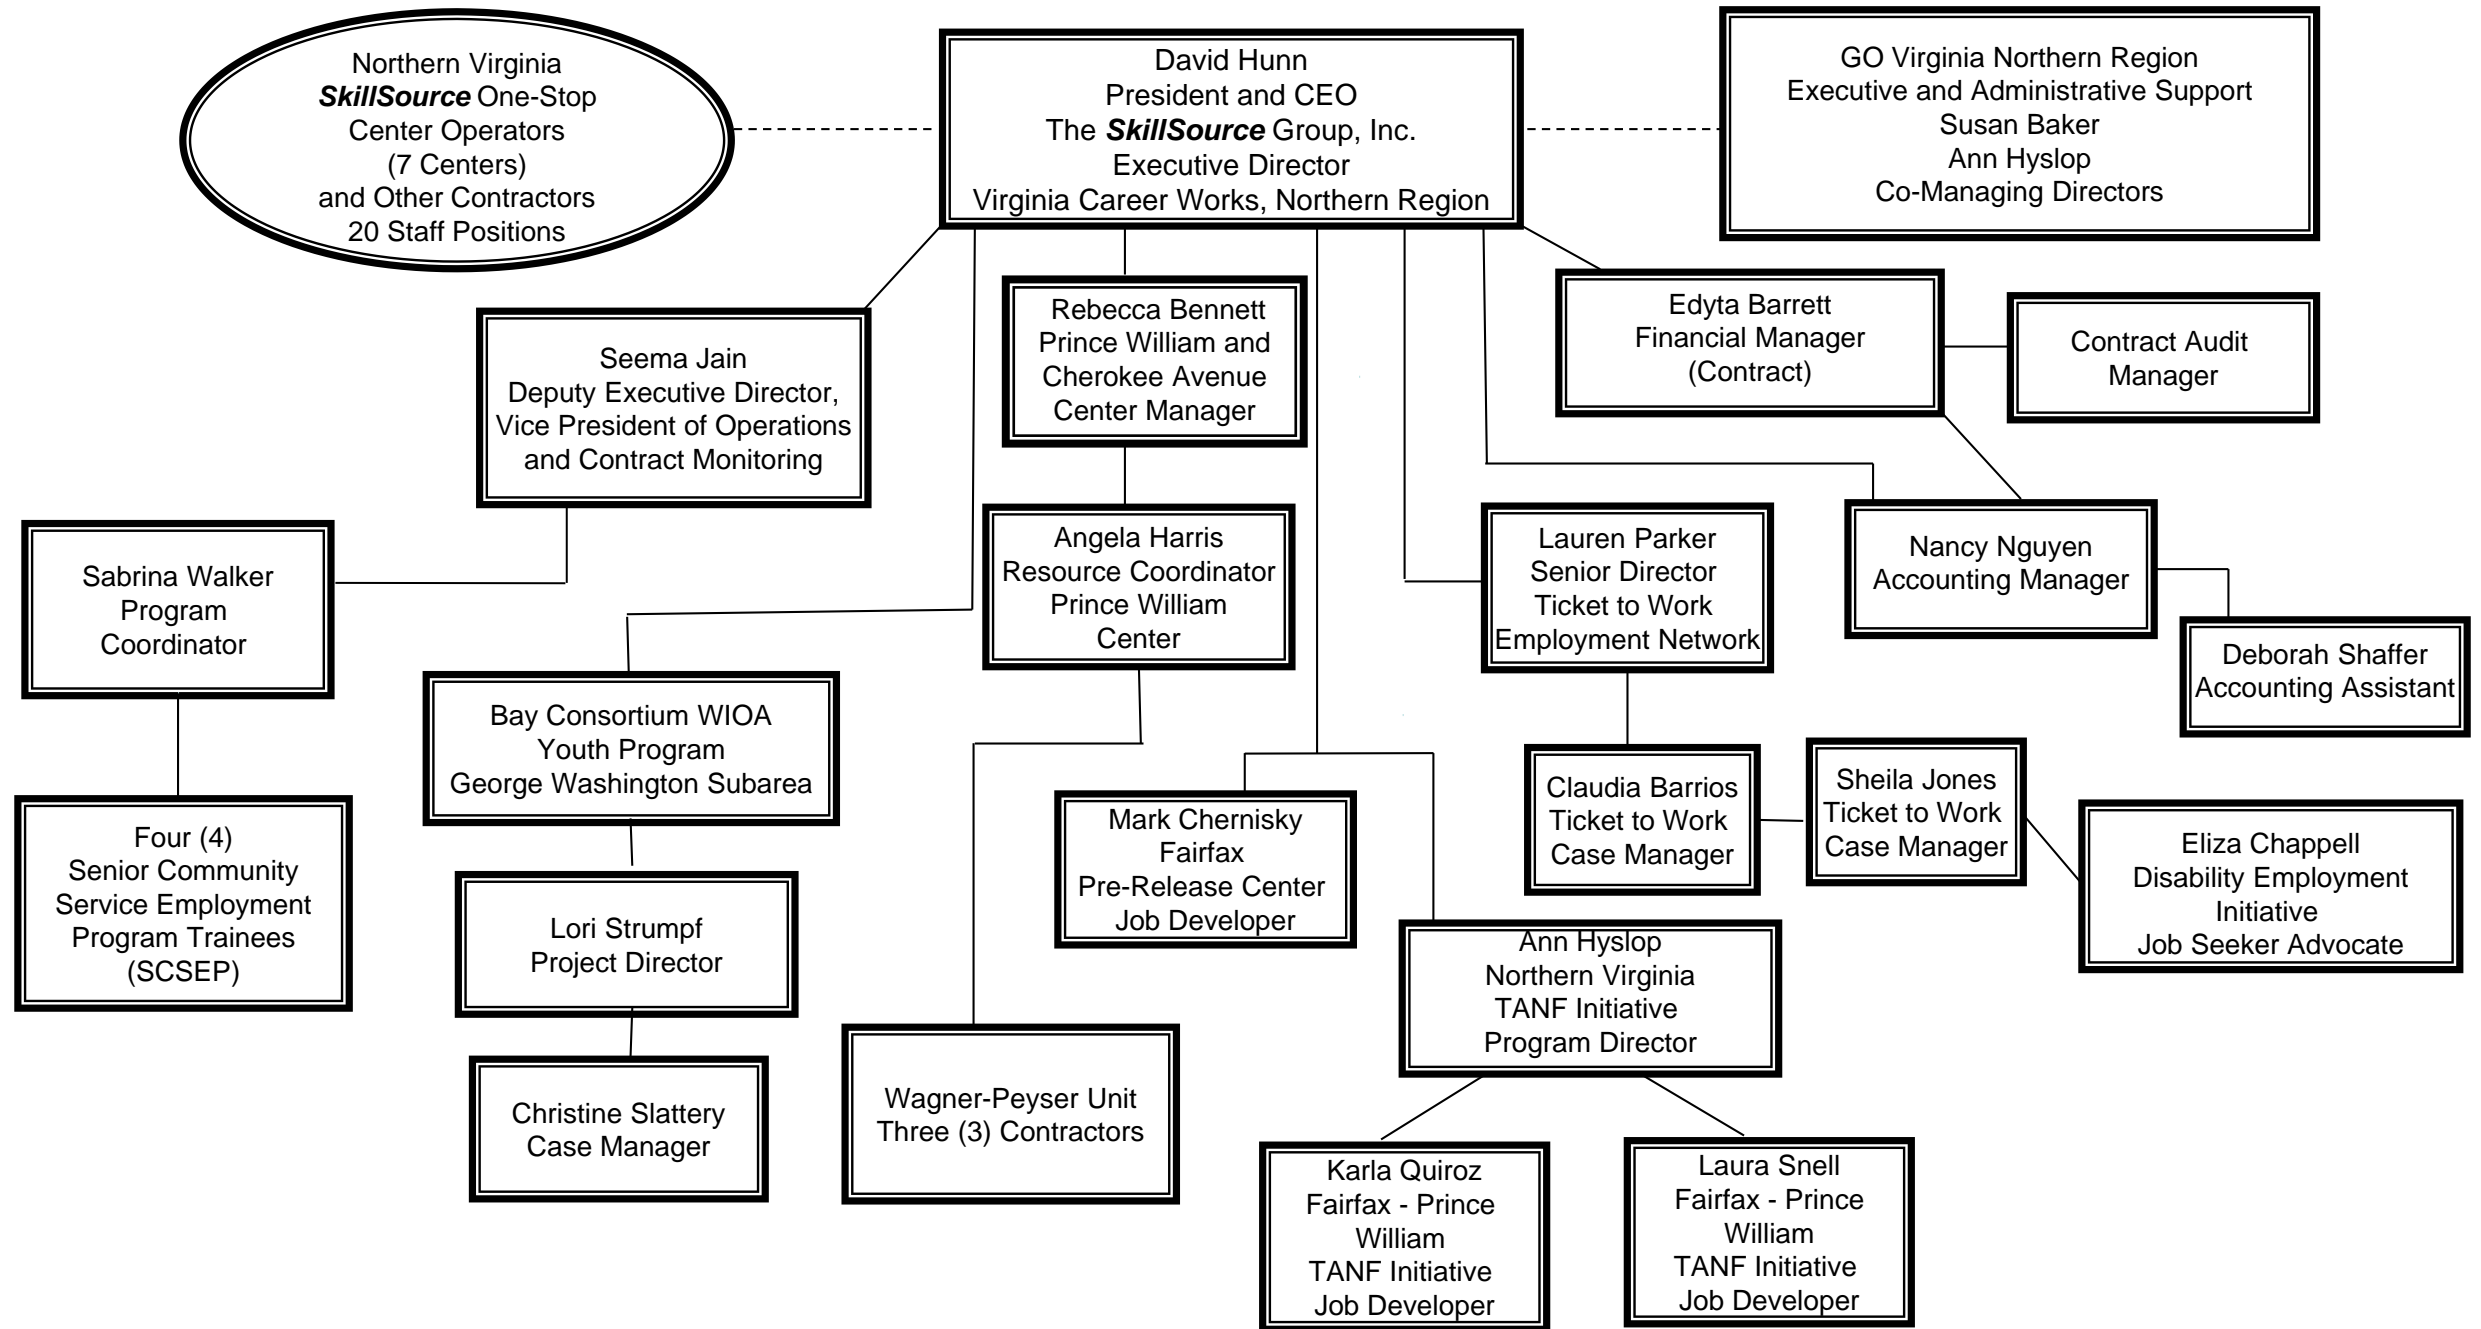 Northern Virginia
SkillSource One-Stop
Center Operators
(7 Centers)
and Other Contractors
20 Staff Positions
David Hunn
President and CEO
The SkillSource Group, Inc.
Executive Director
Virginia Career Works, Northern Region
GO Virginia Northern Region
Executive and Administrative Support
Susan Baker
Ann Hyslop
Co-Managing Directors
Seema Jain
Deputy Executive Director,
Vice President of Operations
and Contract Monitoring
Rebecca Bennett
Prince William and
Cherokee Avenue
Center Manager
Edyta Barrett
Financial Manager
(Contract)
Contract Audit
Manager
Sabrina Walker
Program
Coordinator
Angela Harris
Resource Coordinator
Prince William
Center
Lauren Parker
Senior Director
Ticket to Work
Employment Network
Nancy Nguyen
Accounting Manager
Deborah Shaffer
Accounting Assistant
Bay Consortium WIOA
Youth Program
George Washington Subarea
Four (4)
Senior Community
Service Employment
Program Trainees
(SCSEP)
Mark Chernisky
Fairfax
Pre-Release Center
Job Developer
Claudia Barrios
Ticket to Work
Case Manager
Sheila Jones
Ticket to Work
Case Manager
Eliza Chappell
Disability Employment
Initiative
Job Seeker Advocate
Lori Strumpf
Project Director
Ann Hyslop
Northern Virginia
TANF Initiative
Program Director
Christine Slattery
Case Manager
Wagner-Peyser Unit
Three (3) Contractors
Karla Quiroz
Fairfax - Prince
William
TANF Initiative
Job Developer
Laura Snell
Fairfax - Prince
William
TANF Initiative
Job Developer